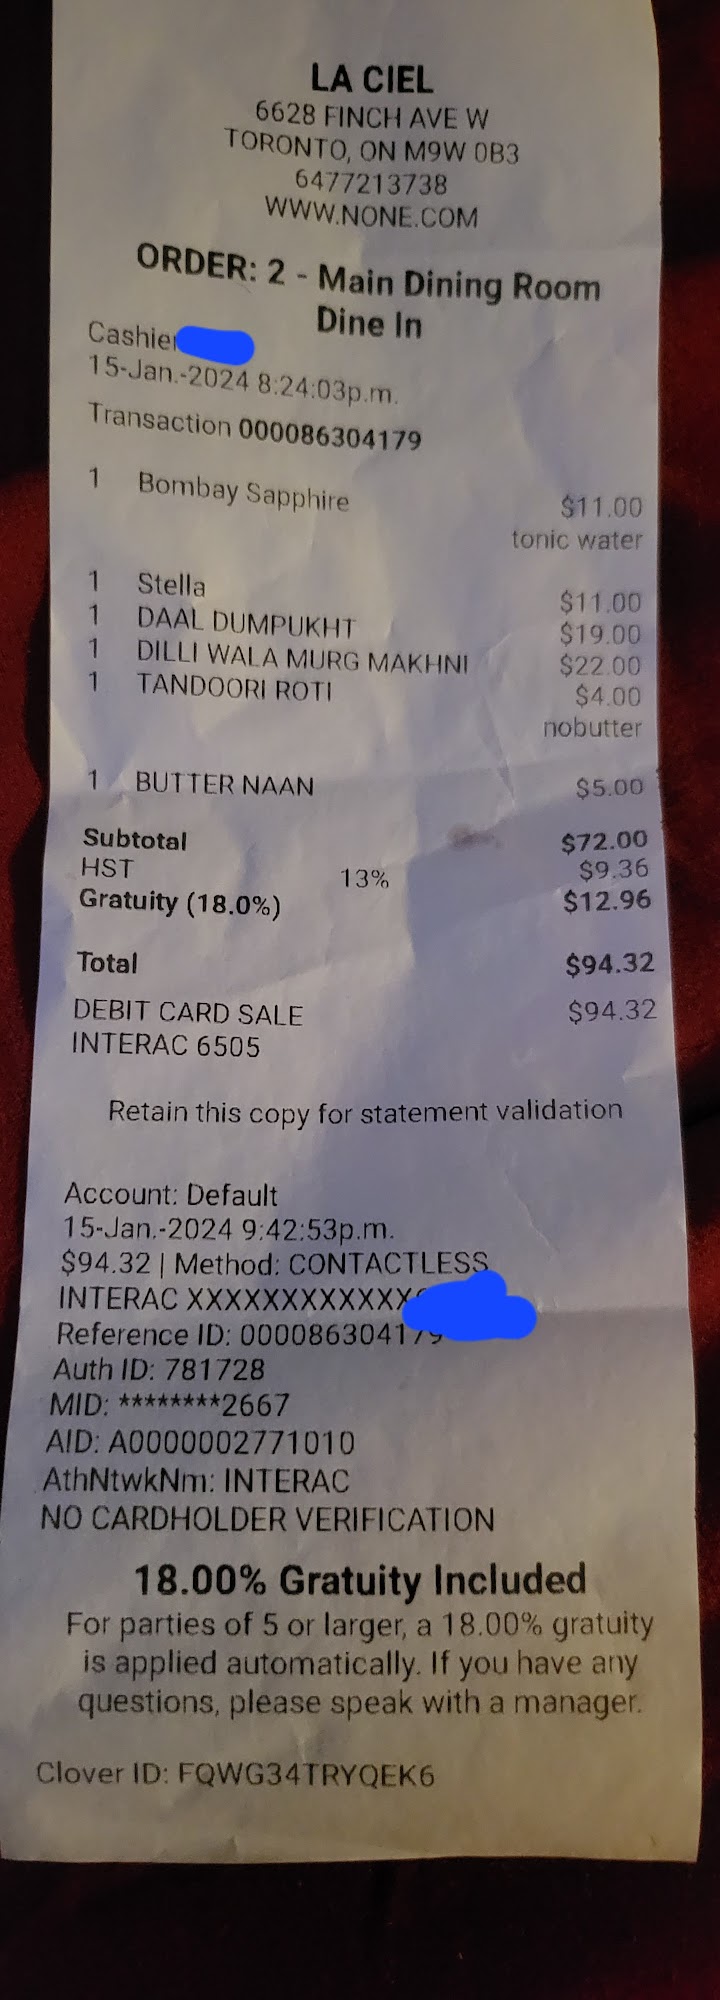 LA CIEL
6628 FINCH AVE W
TORONTO, ON M9W 0B3
6477213738
WWW.NONE.COM
ORDER: 2 - Main Dining Room
Dine In
Cashier
15-Jan.-2024 8:24:03p.m.
Transaction 000086304179
1 Bombay Sapphire $11.00
tonic water
1 Stella $11.00
1 DAAL DUMPUKHT $19.00
1 DILLI WALA MURG MAKHNI $22.00
1 TANDOORI ROTI $4.00
nobutter
1 BUTTER NAAN $5.00
Subtotal $72.00
HST 13% $9.36
Gratuity (18.0%) $12.96
Total $94.32
DEBIT CARD SALE $94.32
INTERAC 6505
Retain this copy for statement validation
Account: Default
15-Jan.-2024 9:42:53p.m.
$94.32 | Method: CONTACTLESS
INTERAC XXXXXXXXXXXX
Reference ID: 000086304179
Auth ID: 781728
MID: ********2667
AID: A0000002771010
AthNtwkNm: INTERAC
NO CARDHOLDER VERIFICATION
18.00% Gratuity Included
For parties of 5 or larger, a 18.00% gratuity
is applied automatically. If you have any
questions, please speak with a manager.
Clover ID: FQWG34TRYQEK6